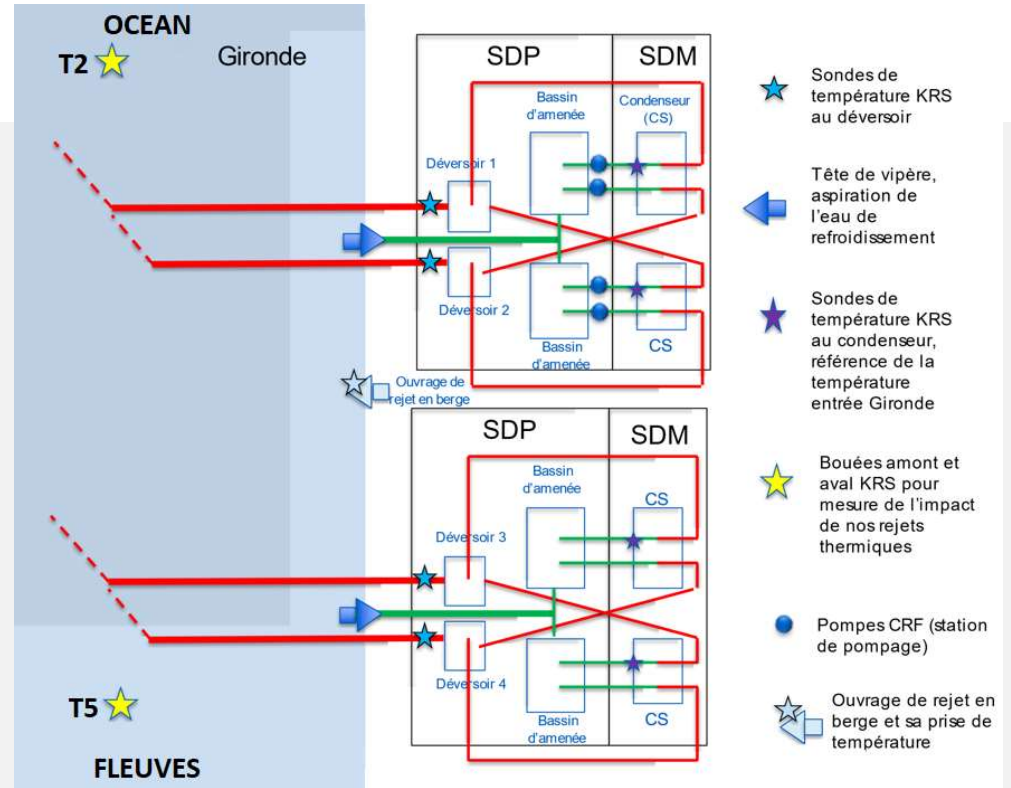 OCEAN
T2
Gironde
SDP
SDM
Bassin
d'amenée
Condenseur
(CS)
Déversoir 1
Déversoir 2
Bassin
d'amenée
CS
Ouvrage de
rejet en berge
SDP
SDM
Bassin
d'amenée
CS
Déversoir 3
Déversoir 4
Bassin
d'amenée
CS
T5
FLEUVES
Sondes de
température KRS
au déversoir
Tête de vipère,
aspiration de
l'eau de
refroidissement
Sondes de
température KRS
au condenseur,
référence de la
température
entrée Gironde
Bouées amont et
aval KRS pour
mesure de l'impact
de nos rejets
thermiques
Pompes CRF (station
de pompage)
Ouvrage de rejet en
berge et sa prise de
température